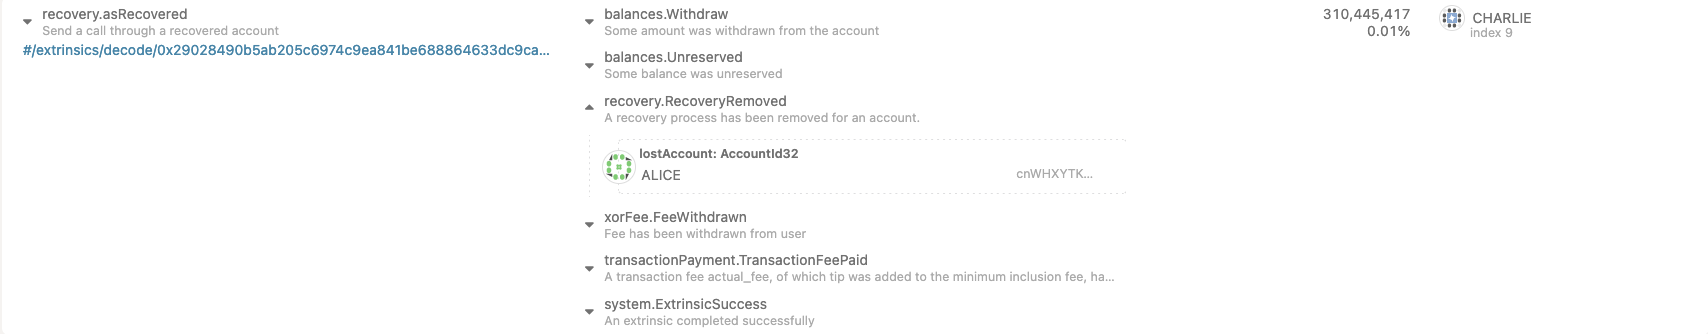 recovery.asRecovered
Send a call through a recovered account
#/extrinsics/decode/0x29028490b5ab205c6974c9ea841be688864633dc9ca...
balances.Withdraw
Some amount was withdrawn from the account
balances.Unreserved
Some balance was unreserved
recovery.RecoveryRemoved
A recovery process has been removed for an account.
lostAccount: AccountId32
ALICE cnWHXYTK...
xorFee.FeeWithdrawn
Fee has been withdrawn from user
transactionPayment.TransactionFeePaid
A transaction fee actual_fee, of which tip was added to the minimum inclusion fee, ha...
system.ExtrinsicSuccess
An extrinsic completed successfully
310,445,417
0.01%
CHARLIE
index 9